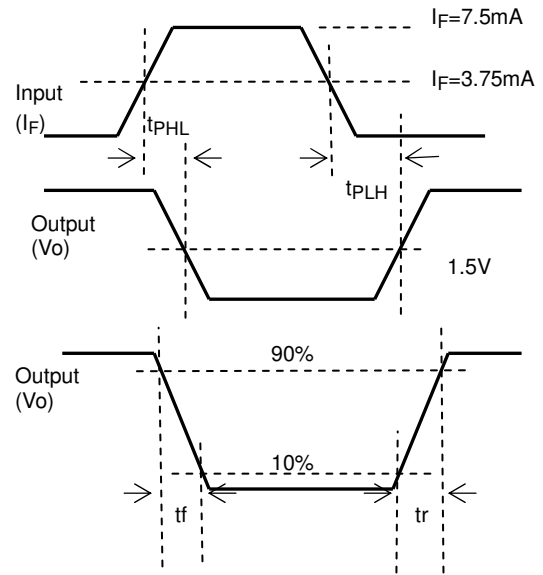 IF=7.5mA
IF=3.75mA
Input
(IF)
tPHL
tPLH
Output
(Vo)
1.5V
90%
Output
(Vo)
10%
tf
tr